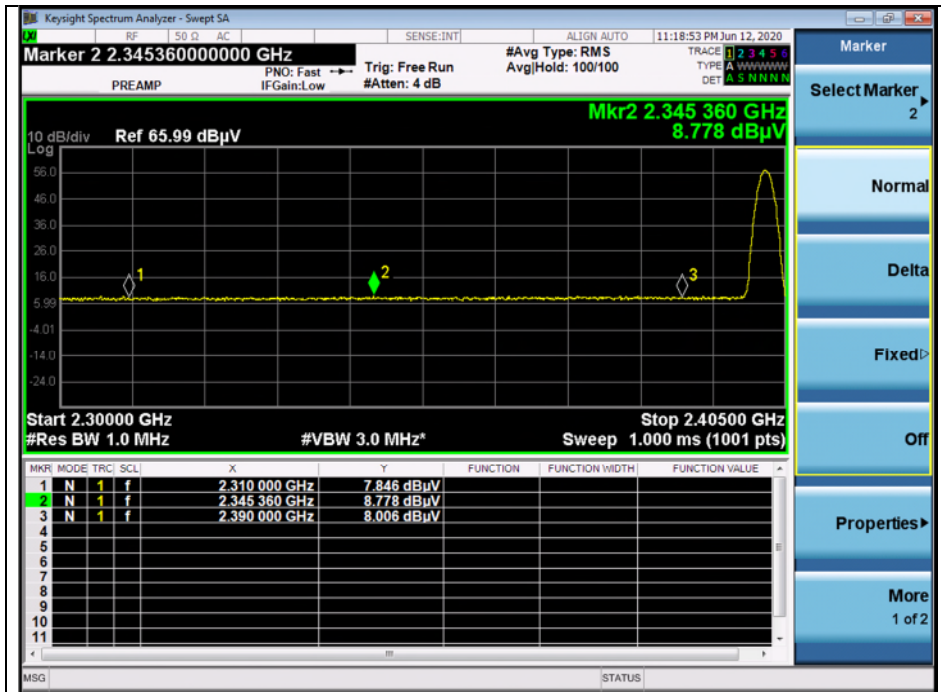 Keysight Spectrum Analyzer - Swept SA
LXI RF 50 Ω AC SENSE:INT ALIGN AUTO 11:18:53 PM Jun 12, 2020
Marker 2 2.345360000000 GHz
PREAMP
PNO: Fast
IFGain:Low
Trig: Free Run
#Atten: 4 dB
#Avg Type: RMS
Avg|Hold: 100/100
TRACE 1 2 3 4 5 6
TYPE A WWWWW
DET A S N N N N
Mkr2 2.345 360 GHz
8.778 dBµV
10 dB/div Ref 65.99 dBµV
Log
56.0
46.0
36.0
26.0
16.0
5.99
-4.01
-14.0
-24.0
1
2
3
Start 2.30000 GHz Stop 2.40500 GHz
#Res BW 1.0 MHz #VBW 3.0 MHz* Sweep 1.000 ms (1001 pts)
MKR MODE TRC SCL X Y FUNCTION FUNCTION WIDTH FUNCTION VALUE
1 N 1 f 2.310 000 GHz 7.846 dBµV
2 N 1 f 2.345 360 GHz 8.778 dBµV
3 N 1 f 2.390 000 GHz 8.006 dBµV
4
5
6
7
8
9
10
11
MSG STATUS
Marker
Select Marker
2
Normal
Delta
Fixed
Off
Properties
More
1 of 2